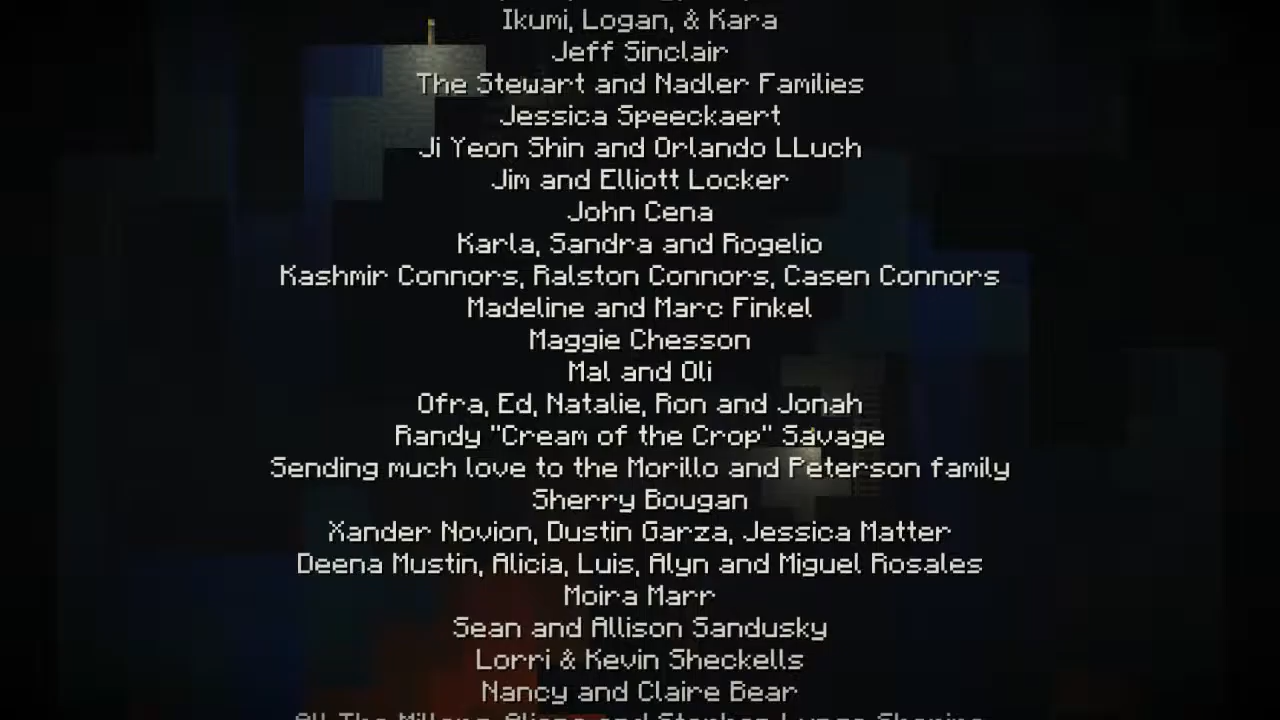 Ikumi, Logan, & Kara
Jeff Sinclair
The Stewart and Nadler Families
Jessica Speeckaert
Ji Yeon Shin and Orlando LLuch
Jim and Elliott Locker
John Cena
Karla, Sandra and Rogelio
Kashmir Connors, Ralston Connors, Casen Connors
Madeline and Marc Finkel
Maggie Chesson
Mal and Oli
Ofra, Ed, Natalie, Ron and Jonah
Randy "Cream of the Crop" Savage
Sending much love to the Morillo and Peterson family
Sherry Bougan
Xander Novion, Dustin Garza, Jessica Matter
Deena Mustin, Alicia, Luis, Alyn and Miguel Rosales
Moira Marr
Sean and Allison Sandusky
Lorri & Kevin Sheckells
Nancy and Claire Bear
All The